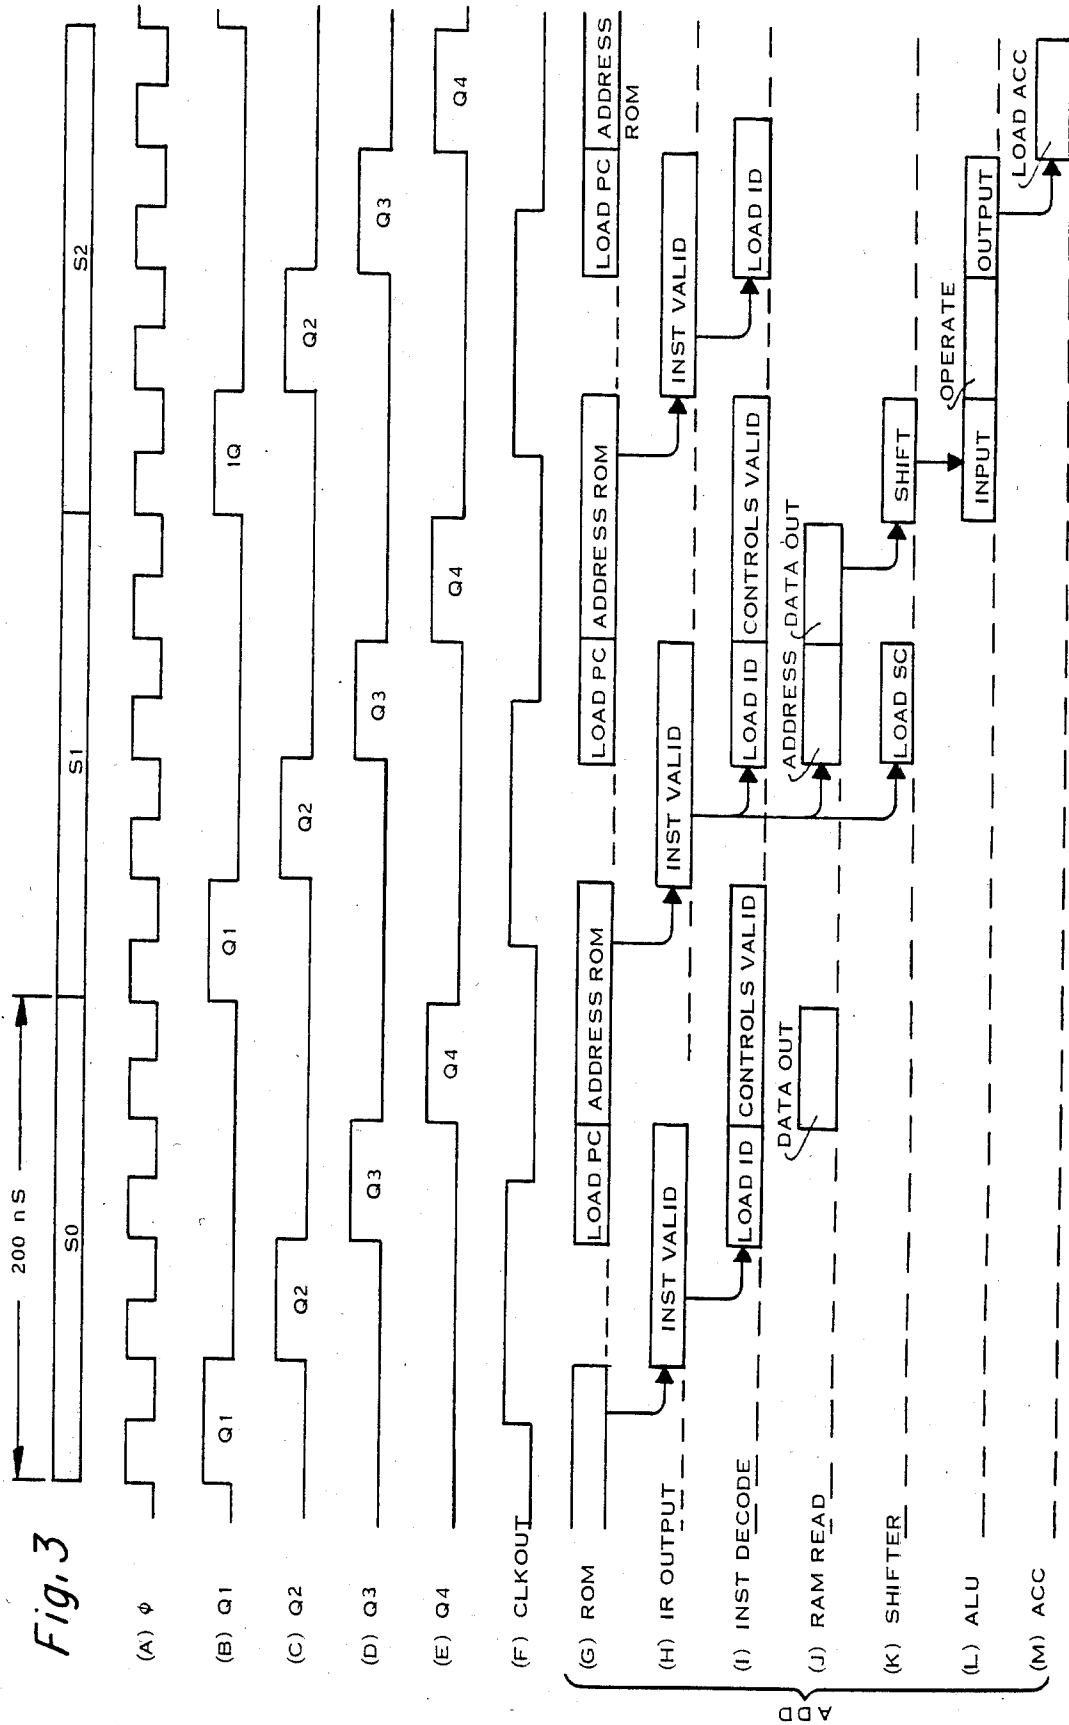 Fig. 3
200 nS
S0 S1 S2
(A) φ
(B) Q1 Q1 Q1 1Q
(C) Q2 Q2 Q2 Q2
(D) Q3 Q3 Q3 Q3
(E) Q4 Q4 Q4 Q4
(F) CLKOUT
(G) ROM LOAD PC ADDRESS ROM LOAD PC ADDRESS ROM LOAD PC ADDRESS ROM
(H) IR OUTPUT INST VALID INST VALID INST VALID
(I) INST DECODE LOAD ID CONTROLS VALID LOAD ID CONTROLS VALID LOAD ID
(J) RAM READ DATA OUT ADDRESS DATA OUT
(K) SHIFTER LOAD SC SHIFT
(L) ALU INPUT OPERATE OUTPUT
(M) ACC LOAD ACC
ADD